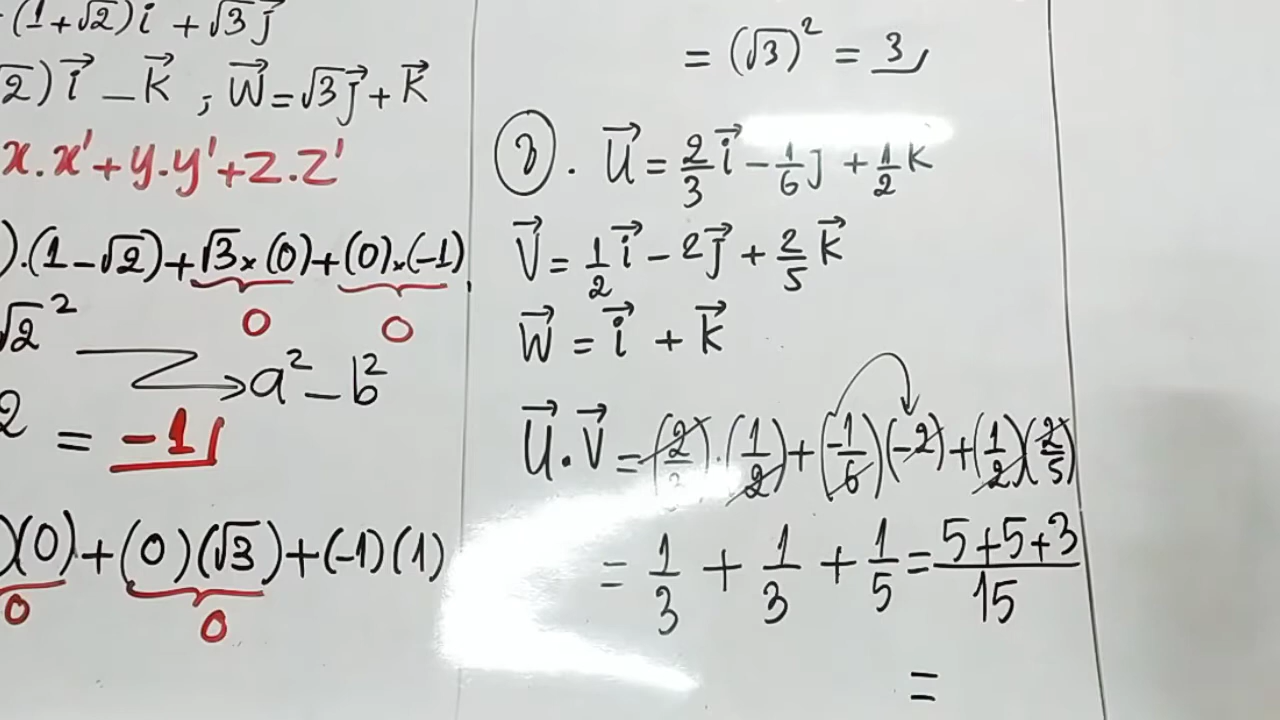 (1+√2)i + √3j
√2)i⃗ - k⃗ ; w⃗ = √3j⃗ + k⃗
x.x'+y.y'+z.z'
).(1-√2)+√3×(0)+(0)×(-1)
0 0
√2² → a²-b²
2 = -1
)(0)+(0)(√3)+(-1)(1)
0 0
= (√3)² = 3
. U⃗ = 2/3 i⃗ - 1/6 j + 1/2 k
V⃗ = 1/2 i⃗ - 2j⃗ + 2/5 k⃗
W⃗ = i⃗ + k⃗
U⃗.V⃗ = (2/3).(1/2)+(-1/6)(-2)+(1/2)(2/5)
= 1/3 + 1/3 + 1/5 = (5+5+3)/15
=